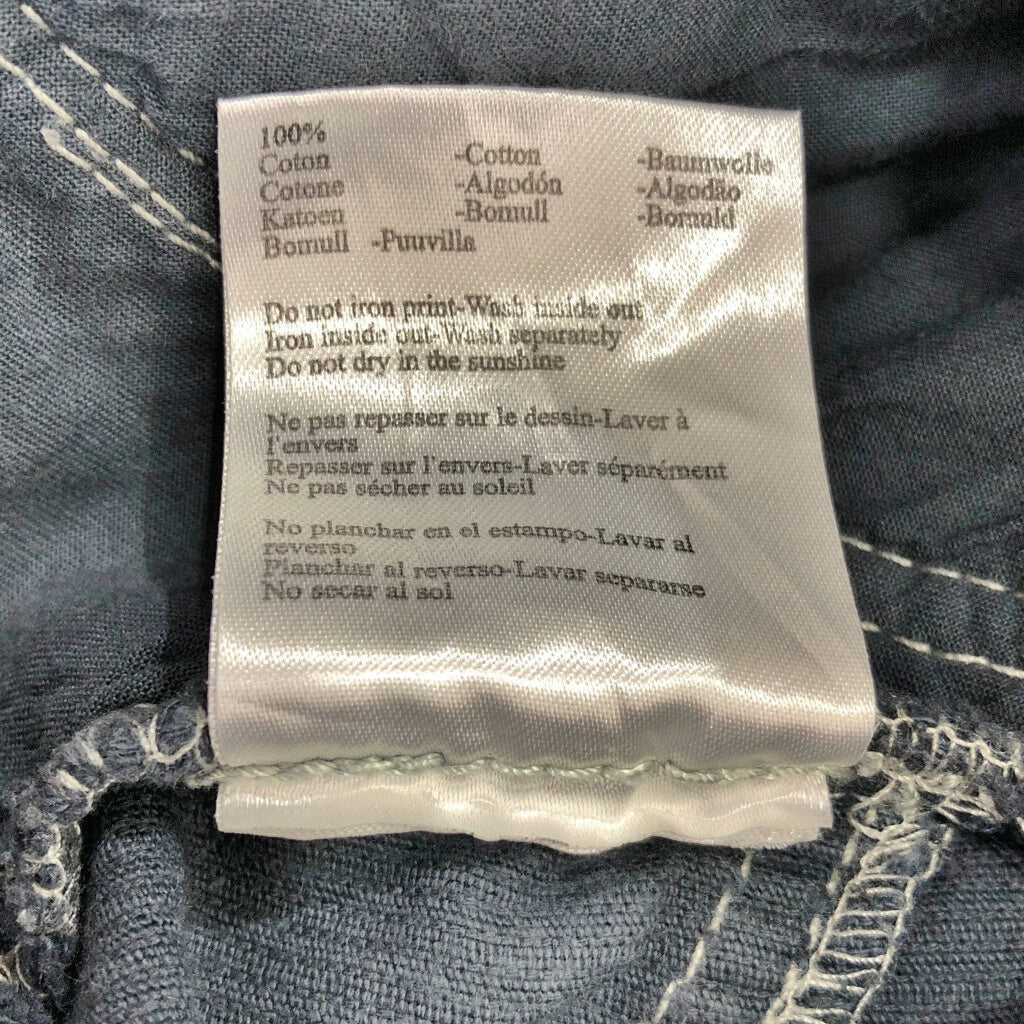 100%
Coton -Cotton -Baumwolle
Cotone -Algodón -Algodão
Katoen -Bomull -Bomuld
Bomull -Puuvilla
Do not iron print-Wash inside out
Iron inside out-Wash separately
Do not dry in the sunshine
Ne pas repasser sur le dessin-Laver à
l'envers
Repasser sur l'envers-Laver séparément
Ne pas sécher au soleil
No planchar en el estampo-Lavar al
reverso
Planchar al reverso-Lavar separarse
No secar al sol